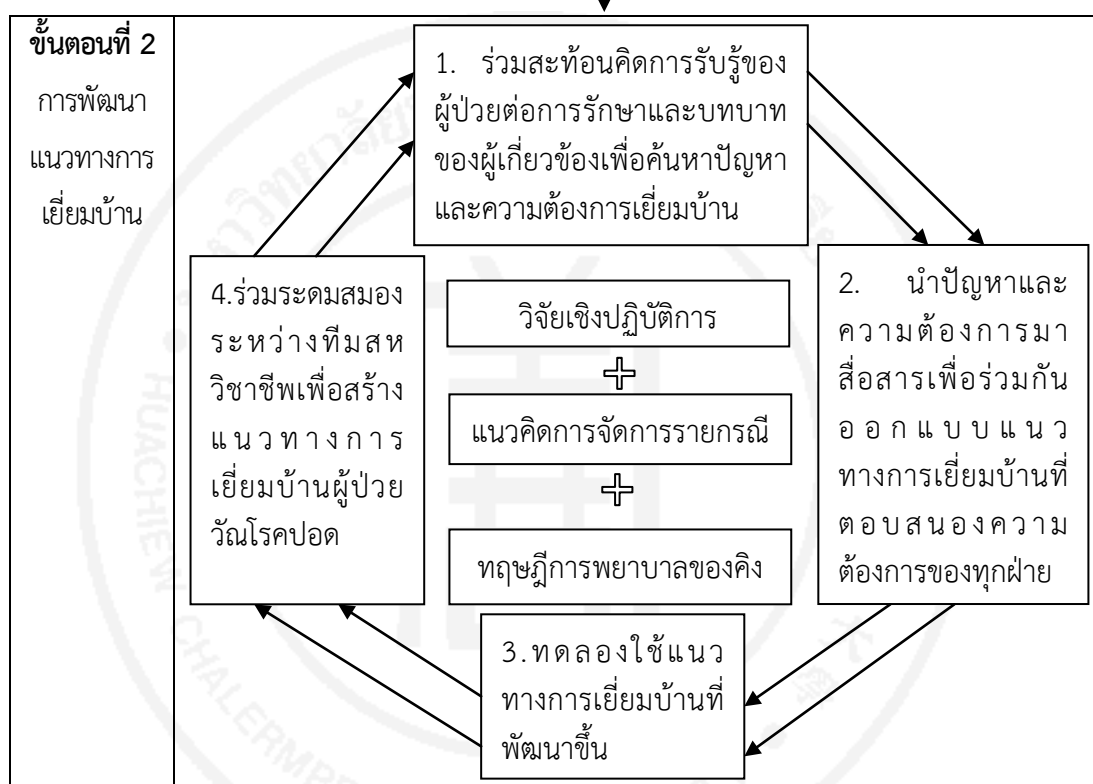 ขั้นตอนที่ 2
การพัฒนา
แนวทางการ
เยี่ยมบ้าน
1. ร่วมสะท้อนคิดการรับรู้ของ
ผู้ป่วยต่อการรักษาและบทบาท
ของผู้เกี่ยวข้องเพื่อค้นหาปัญหา
และความต้องการเยี่ยมบ้าน
2. นำปัญหาและ
ความต้องการมา
สื่อสารเพื่อร่วมกัน
ออกแบบแนว
ทางการเยี่ยมบ้านที่
ตอบสนองความ
ต้องการของทุกฝ่าย
3.ทดลองใช้แนว
ทางการเยี่ยมบ้านที่
พัฒนาขึ้น
4.ร่วมระดมสมอง
ระหว่างทีมสห
วิชาชีพเพื่อสร้าง
แนวทางการ
เยี่ยมบ้านผู้ป่วย
วัณโรคปอด
วิจัยเชิงปฏิบัติการ
+
แนวคิดการจัดการรายกรณี
+
ทฤษฎีการพยาบาลของคิง
HUACHIEW